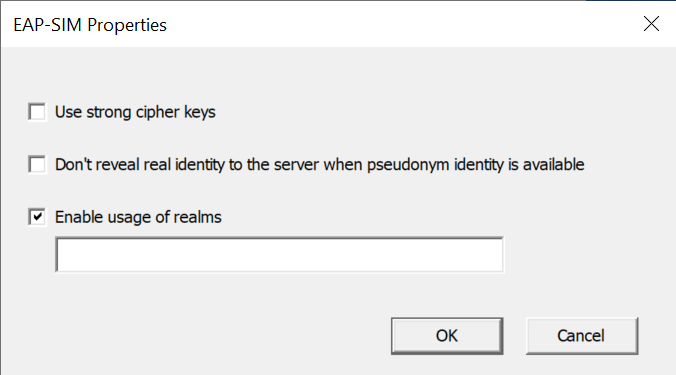 EAP-SIM Properties
Use strong cipher keys
Don't reveal real identity to the server when pseudonym identity is available
Enable usage of realms
OK Cancel